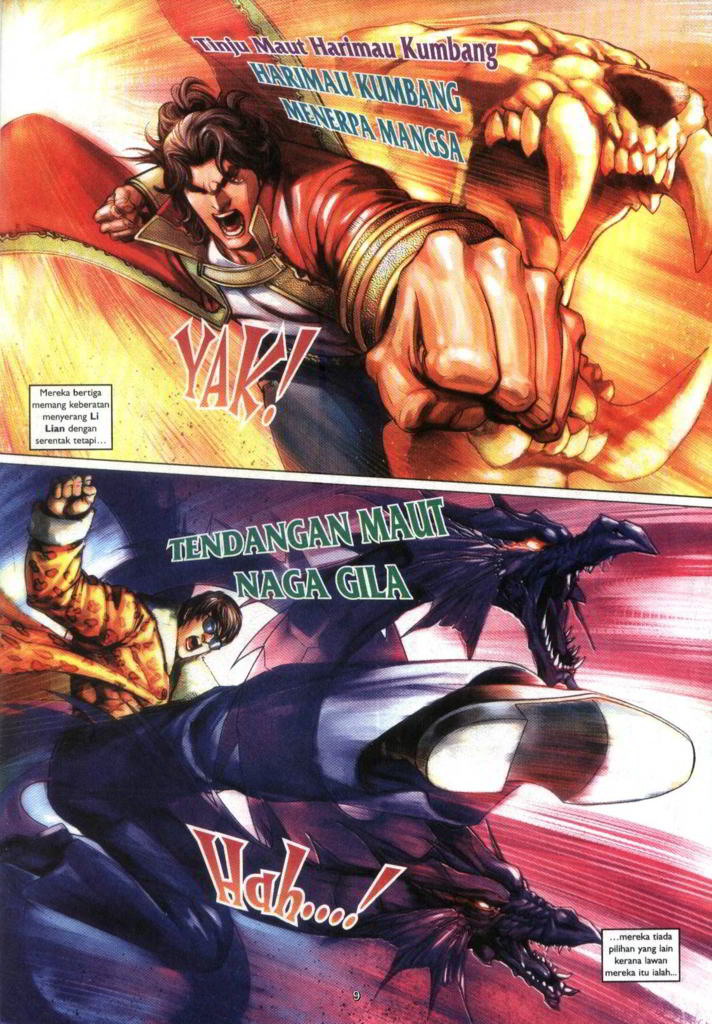 Tinju Maut Harimau Kumbang
HARIMAU KUMBANG
MENERPA MANGSA
YAK!
Mereka bertiga
memang keberatan
menyerang Li
Lian dengan
serentak tetapi...
TENDANGAN MAUT
NAGA GILA
Hah....!
...mereka tiada
pilihan yang lain
kerana lawan
mereka itu ialah...
9